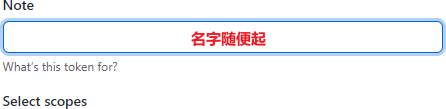 Note
名字随便起
What's this token for?
Select scopes